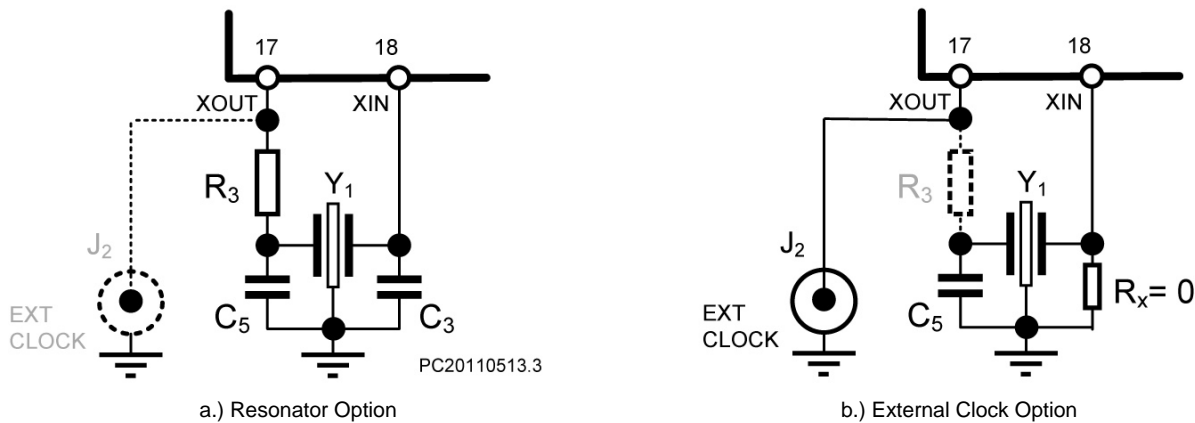 17
18
XOUT
XIN
R3
Y1
J2
EXT
CLOCK
C5
C3
PC20110513.3
a.) Resonator Option
17
18
XOUT
XIN
R3
Y1
J2
EXT
CLOCK
C5
Rx= 0
b.) External Clock Option